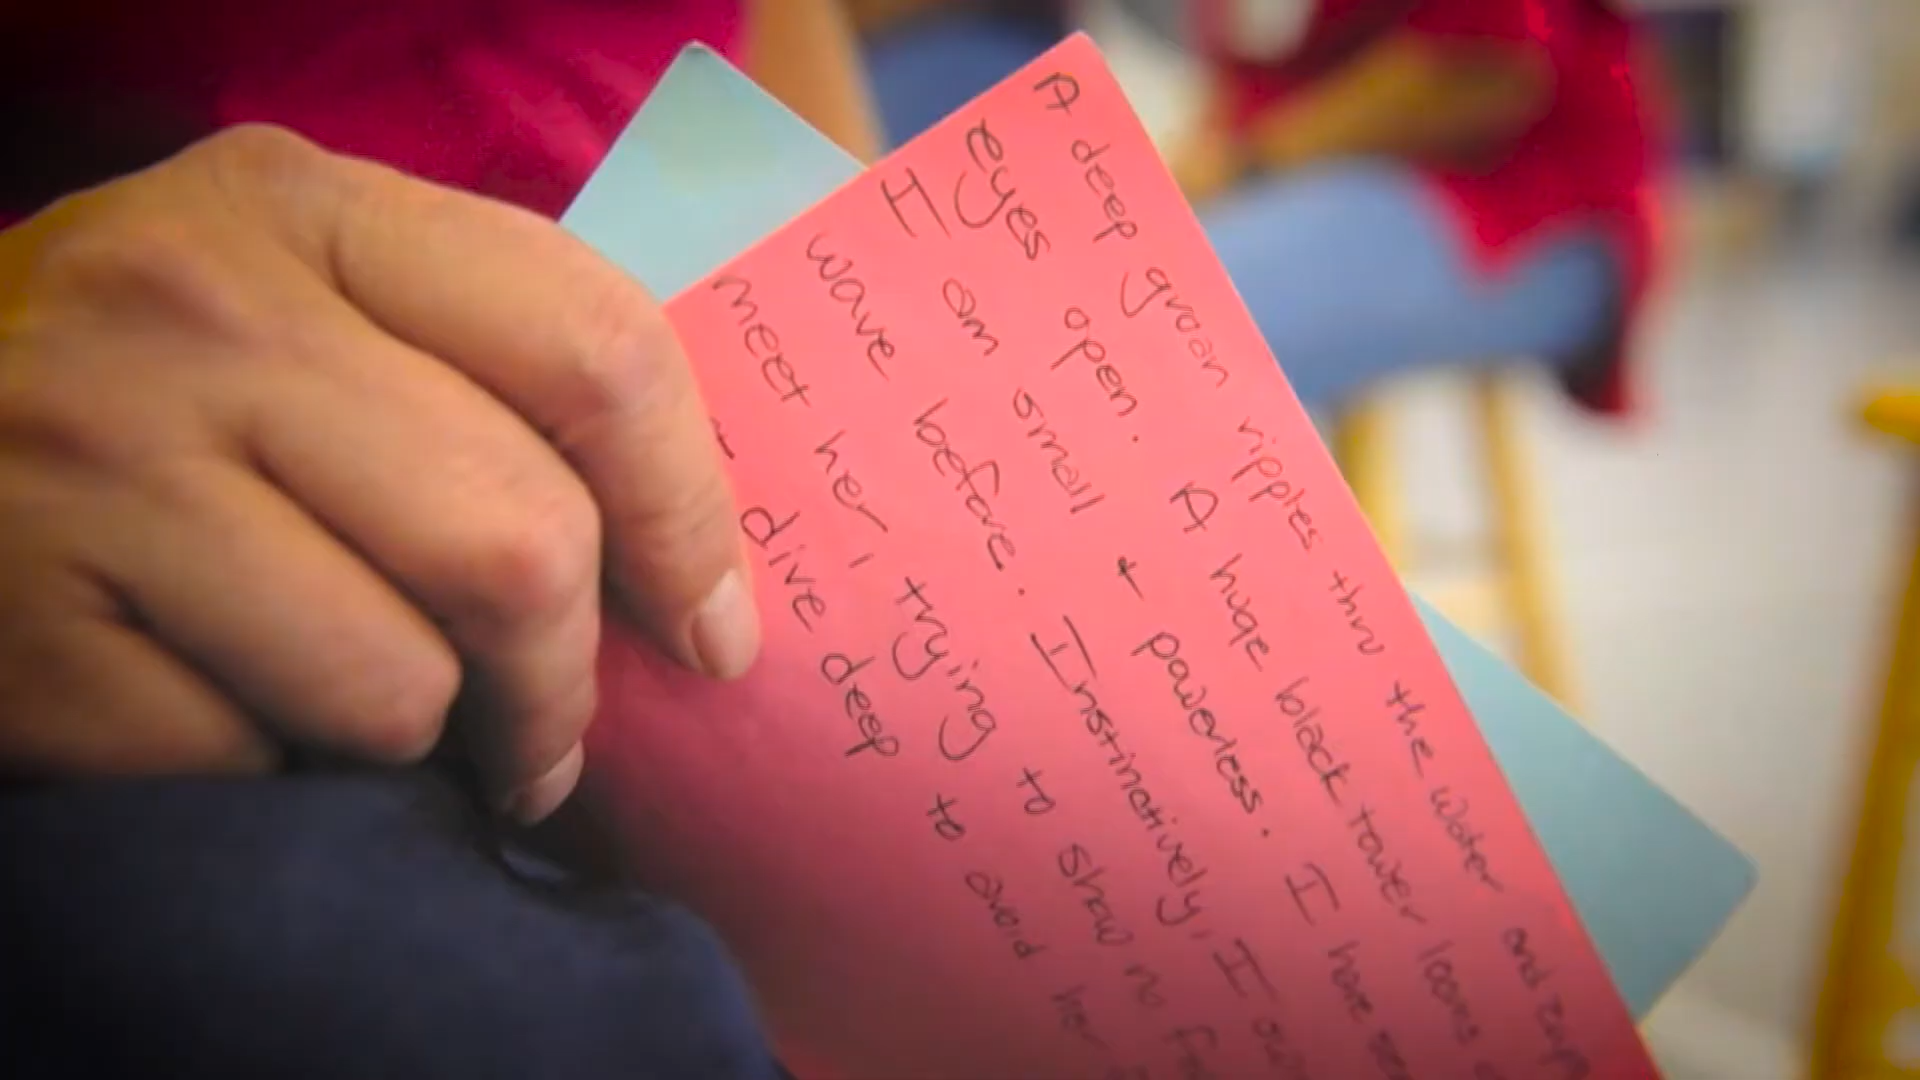 A deep groan ripples thru the water and
eyes open. A huge black tower looms
I am small + powerless. I have
wave before. Instinctively, I
meet her, trying to show no
dive deep to avoid her